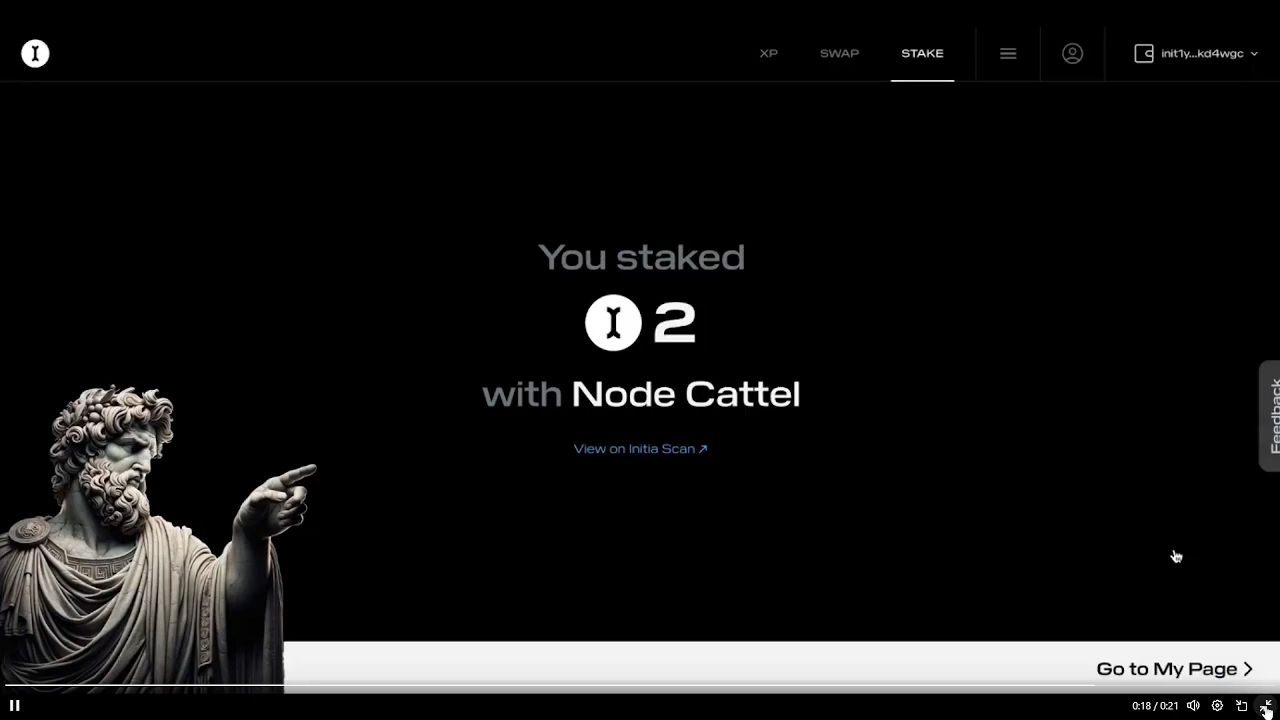 XP SWAP STAKE init1y...kd4wgc
You staked
2
with Node Cattel
View on Initia Scan ↗
Feedback
Go to My Page >
0:18 / 0:21